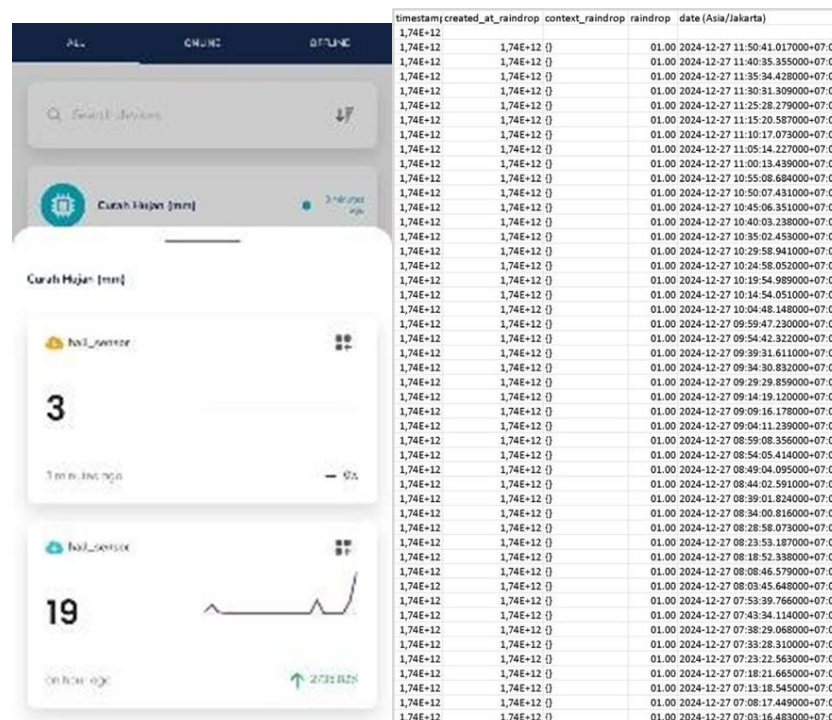 ALL ONLINE OFFLINE
Search devices
Curah Hujan (mm)
3 minutes
ago
Curah Hujan (mm)
hall_sensor
3
3 minutes ago
hall_sensor
19
an hour ago
timestam created_at_raindrop context_raindrop raindrop date (Asia/Jakarta)
1,74E+12
1,74E+12 1,74E+12 {} 01.00 2024-12-27 11:50:41.017000+07:0
1,74E+12 1,74E+12 {} 01.00 2024-12-27 11:40:35.355000+07:0
1,74E+12 1,74E+12 {} 01.00 2024-12-27 11:35:34.428000+07:0
1,74E+12 1,74E+12 {} 01.00 2024-12-27 11:30:31.309000+07:0
1,74E+12 1,74E+12 {} 01.00 2024-12-27 11:25:28.279000+07:0
1,74E+12 1,74E+12 {} 01.00 2024-12-27 11:15:20.587000+07:0
1,74E+12 1,74E+12 {} 01.00 2024-12-27 11:10:17.073000+07:0
1,74E+12 1,74E+12 {} 01.00 2024-12-27 11:05:14.227000+07:0
1,74E+12 1,74E+12 {} 01.00 2024-12-27 11:00:13.439000+07:0
1,74E+12 1,74E+12 {} 01.00 2024-12-27 10:55:08.684000+07:0
1,74E+12 1,74E+12 {} 01.00 2024-12-27 10:50:07.431000+07:0
1,74E+12 1,74E+12 {} 01.00 2024-12-27 10:45:06.351000+07:0
1,74E+12 1,74E+12 {} 01.00 2024-12-27 10:40:03.238000+07:0
1,74E+12 1,74E+12 {} 01.00 2024-12-27 10:35:02.453000+07:0
1,74E+12 1,74E+12 {} 01.00 2024-12-27 10:29:58.941000+07:0
1,74E+12 1,74E+12 {} 01.00 2024-12-27 10:24:58.052000+07:0
1,74E+12 1,74E+12 {} 01.00 2024-12-27 10:19:54.989000+07:0
1,74E+12 1,74E+12 {} 01.00 2024-12-27 10:14:54.051000+07:0
1,74E+12 1,74E+12 {} 01.00 2024-12-27 10:04:48.148000+07:0
1,74E+12 1,74E+12 {} 01.00 2024-12-27 09:59:47.230000+07:0
1,74E+12 1,74E+12 {} 01.00 2024-12-27 09:54:42.322000+07:0
1,74E+12 1,74E+12 {} 01.00 2024-12-27 09:39:31.611000+07:0
1,74E+12 1,74E+12 {} 01.00 2024-12-27 09:34:30.832000+07:0
1,74E+12 1,74E+12 {} 01.00 2024-12-27 09:29:29.859000+07:0
1,74E+12 1,74E+12 {} 01.00 2024-12-27 09:14:19.120000+07:0
1,74E+12 1,74E+12 {} 01.00 2024-12-27 09:09:16.178000+07:0
1,74E+12 1,74E+12 {} 01.00 2024-12-27 09:04:11.239000+07:0
1,74E+12 1,74E+12 {} 01.00 2024-12-27 08:59:08.356000+07:0
1,74E+12 1,74E+12 {} 01.00 2024-12-27 08:54:05.414000+07:0
1,74E+12 1,74E+12 {} 01.00 2024-12-27 08:49:04.095000+07:0
1,74E+12 1,74E+12 {} 01.00 2024-12-27 08:44:02.591000+07:0
1,74E+12 1,74E+12 {} 01.00 2024-12-27 08:39:01.824000+07:0
1,74E+12 1,74E+12 {} 01.00 2024-12-27 08:34:00.816000+07:0
1,74E+12 1,74E+12 {} 01.00 2024-12-27 08:28:58.073000+07:0
1,74E+12 1,74E+12 {} 01.00 2024-12-27 08:23:53.187000+07:0
1,74E+12 1,74E+12 {} 01.00 2024-12-27 08:18:52.338000+07:0
1,74E+12 1,74E+12 {} 01.00 2024-12-27 08:08:46.579000+07:0
1,74E+12 1,74E+12 {} 01.00 2024-12-27 08:03:45.648000+07:0
1,74E+12 1,74E+12 {} 01.00 2024-12-27 07:53:39.766000+07:0
1,74E+12 1,74E+12 {} 01.00 2024-12-27 07:43:34.114000+07:0
1,74E+12 1,74E+12 {} 01.00 2024-12-27 07:38:29.068000+07:0
1,74E+12 1,74E+12 {} 01.00 2024-12-27 07:33:28.310000+07:0
1,74E+12 1,74E+12 {} 01.00 2024-12-27 07:23:22.563000+07:0
1,74E+12 1,74E+12 {} 01.00 2024-12-27 07:18:21.665000+07:0
1,74E+12 1,74E+12 {} 01.00 2024-12-27 07:13:18.545000+07:0
1,74E+12 1,74E+12 {} 01.00 2024-12-27 07:08:17.449000+07:0
1,74E+12 1,74E+12 {} 01.00 2024-12-27 07:03:16.483000+07:0